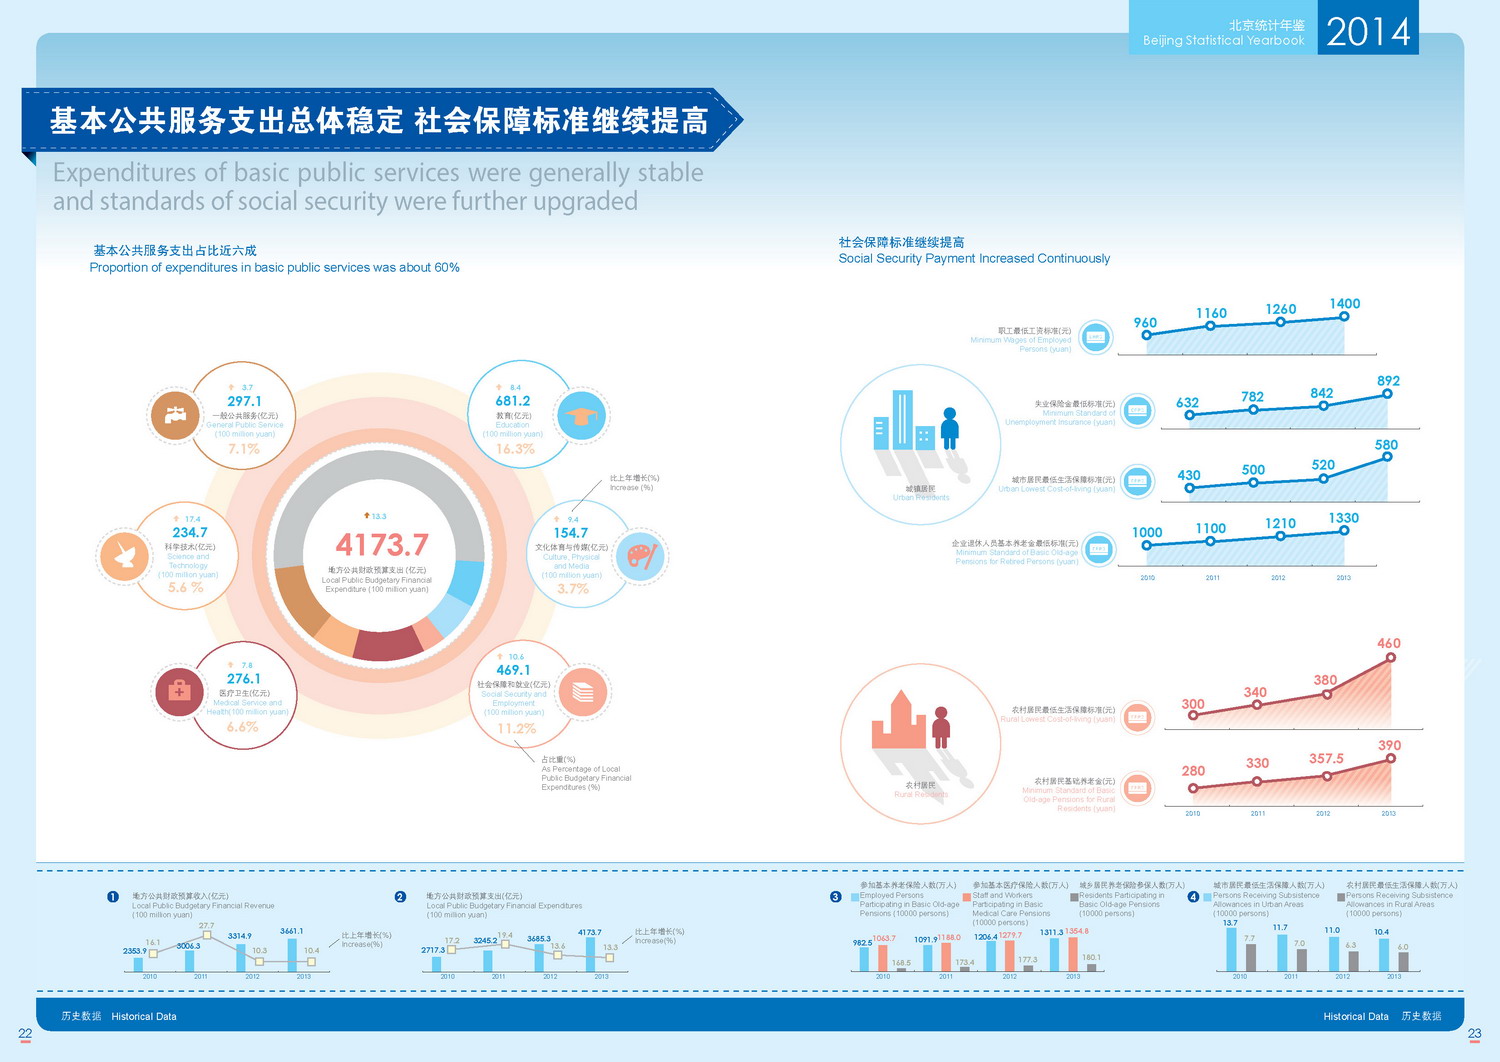 北京统计年鉴
Beijing Statistical Yearbook
2014
基本公共服务支出总体稳定 社会保障标准继续提高
Expenditures of basic public services were generally stable
and standards of social security were further upgraded
基本公共服务支出占比近六成
Proportion of expenditures in basic public services was about 60%
3.7
297.1
一般公共服务(亿元)
General Public Service
(100 million yuan)
7.1%
8.4
681.2
教育(亿元)
Education
(100 million yuan)
16.3%
比上年增长(%)
Increase (%)
17.4
234.7
科学技术(亿元)
Science and
Technology
(100 million yuan)
5.6 %
13.3
4173.7
地方公共财政预算支出 (亿元)
Local Public Budgetary Financial
Expenditure (100 million yuan)
9.4
154.7
文化体育与传媒(亿元)
Culture, Physical
and Media
(100 million yuan)
3.7%
7.8
276.1
医疗卫生(亿元)
Medical Service and
Health(100 million yuan)
6.6%
10.6
469.1
社会保障和就业(亿元)
Social Security and
Employment
(100 million yuan)
11.2%
占比重(%)
As Percentage of Local
Public Budgetary Financial
Expenditures (%)
社会保障标准继续提高
Social Security Payment Increased Continuously
城镇居民
Urban Residents
职工最低工资标准(元)
Minimum Wages of Employed
Persons (yuan)
960 1160 1260 1400
失业保险金最低标准(元)
Minimum Standard of
Unemployment Insurance (yuan)
632 782 842 892
城市居民最低生活保障标准(元)
Urban Lowest Cost-of-living (yuan)
430 500 520 580
企业退休人员基本养老金最低标准(元)
Minimum Standard of Basic Old-age
Pensions for Retired Persons (yuan)
1000 1100 1210 1330
2010 2011 2012 2013
农村居民
Rural Residents
农村居民最低生活保障标准(元)
Rural Lowest Cost-of-living (yuan)
300 340 380 460
农村居民基础养老金(元)
Minimum Standard of Basic
Old-age Pensions for Rural
Residents (yuan)
280 330 357.5 390
2010 2011 2012 2013
1 地方公共财政预算收入(亿元)
Local Public Budgetary Financial Revenue
(100 million yuan)
2353.9 3006.3 3314.9 3661.1
16.1 27.7 10.3 10.4
比上年增长(%)
Increase(%)
2010 2011 2012 2013
2 地方公共财政预算支出(亿元)
Local Public Budgetary Financial Expenditures
(100 million yuan)
2717.3 3245.2 3685.3 4173.7
17.2 19.4 13.6 13.3
比上年增长(%)
Increase(%)
2010 2011 2012 2013
3 参加基本养老保险人数(万人)
Employed Persons
Participating in Basic Old-age
Pensions (10000 persons)
参加基本医疗保险人数(万人)
Staff and Workers
Participating in Basic
Medical Care Pensions
(10000 persons)
城乡居民养老保险参保人数(万人)
Residents Participating in
Basic Old-age Pensions
(10000 persons)
982.5 1063.7 168.5
1091.9 1188.0 173.4
1206.4 1279.7 177.3
1311.3 1354.8 180.1
2010 2011 2012 2013
4 城市居民最低生活保障人数(万人)
Persons Receiving Subsistence
Allowances in Urban Areas
(10000 persons)
农村居民最低生活保障人数(万人)
Persons Receiving Subsistence
Allowances in Rural Areas
(10000 persons)
13.7 11.7 11.0 10.4
7.7 7.0 6.3 6.0
2010 2011 2012 2013
历史数据 Historical Data
Historical Data 历史数据
22
23